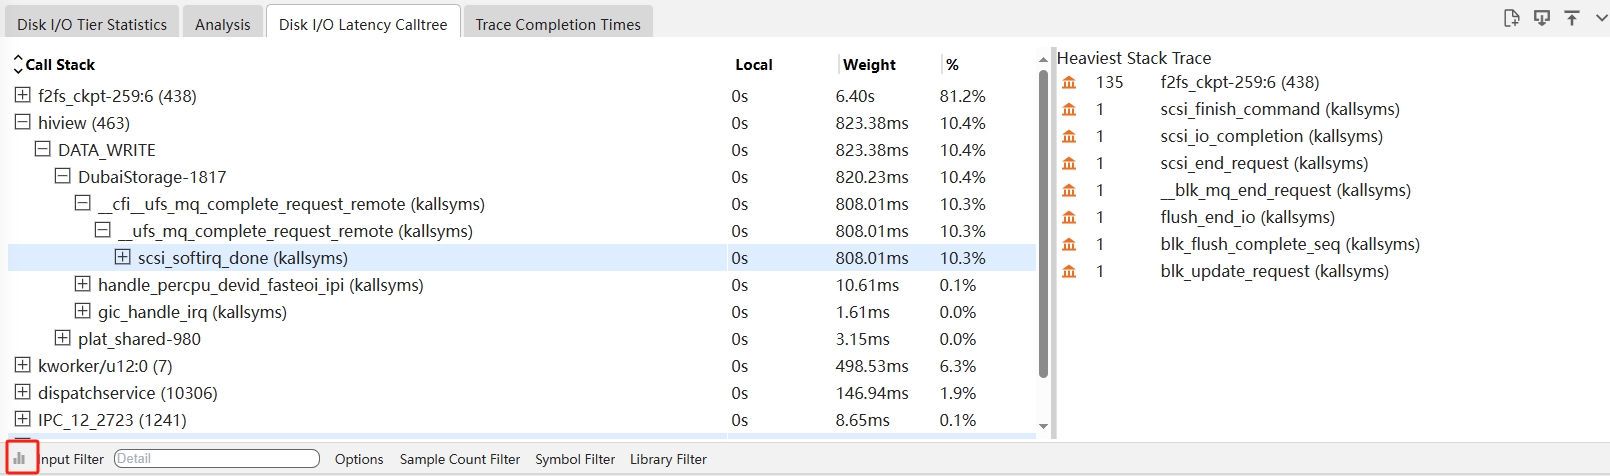 Disk I/O Tier Statistics Analysis Disk I/O Latency Calltree Trace Completion Times
Call Stack Local Weight %
f2fs_ckpt-259:6 (438) 0s 6.40s 81.2%
hiview (463) 0s 823.38ms 10.4%
DATA_WRITE 0s 823.38ms 10.4%
DubaiStorage-1817 0s 820.23ms 10.4%
__cfi__ufs_mq_complete_request_remote (kallsyms) 0s 808.01ms 10.3%
__ufs_mq_complete_request_remote (kallsyms) 0s 808.01ms 10.3%
scsi_softirq_done (kallsyms) 0s 808.01ms 10.3%
handle_percpu_devid_fasteoi_ipi (kallsyms) 0s 10.61ms 0.1%
gic_handle_irq (kallsyms) 0s 1.61ms 0.0%
plat_shared-980 0s 3.15ms 0.0%
kworker/u12:0 (7) 0s 498.53ms 6.3%
dispatchservice (10306) 0s 146.94ms 1.9%
IPC_12_2723 (1241) 0s 8.65ms 0.1%
Heaviest Stack Trace
135 f2fs_ckpt-259:6 (438)
1 scsi_finish_command (kallsyms)
1 scsi_io_completion (kallsyms)
1 scsi_end_request (kallsyms)
1 __blk_mq_end_request (kallsyms)
1 flush_end_io (kallsyms)
1 blk_flush_complete_seq (kallsyms)
1 blk_update_request (kallsyms)
Input Filter Detail Options Sample Count Filter Symbol Filter Library Filter